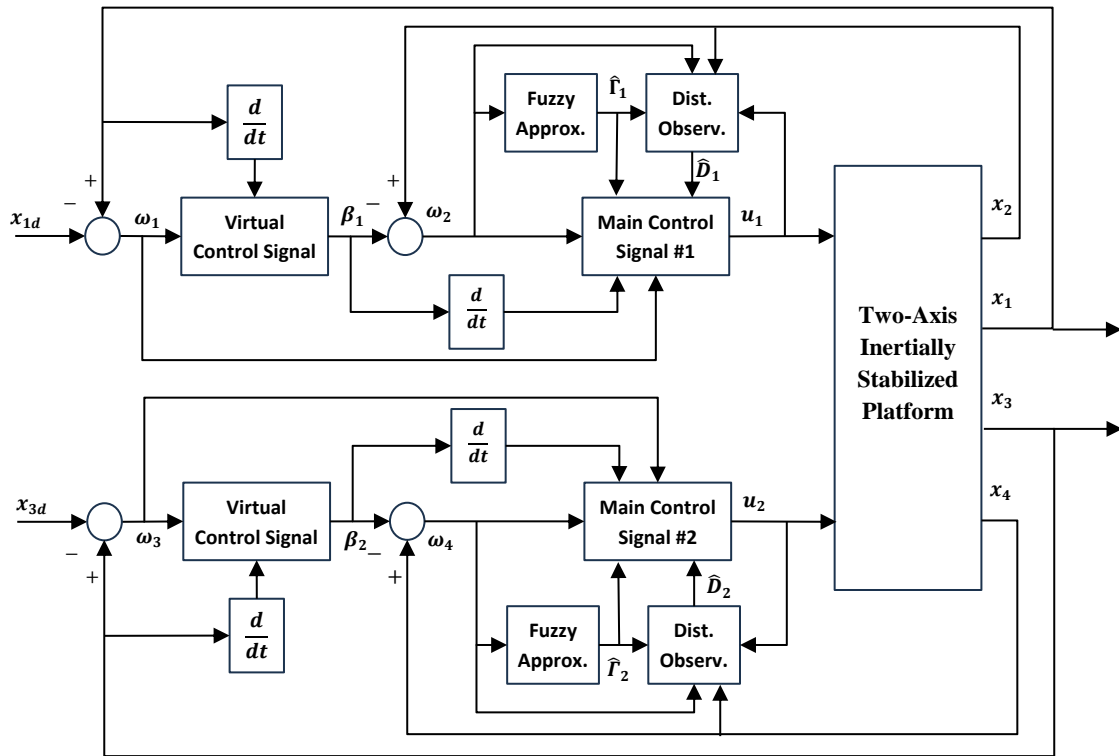 Γ̂₁
Fuzzy
Approx.
Dist.
Observ.
d
dt
D̂₁
+
+
−
−
x₁d
ω₁
Virtual
Control Signal
β₁
ω₂
Main Control
Signal #1
u₁
x₂
d
dt
x₁
Two-Axis
Inertially
Stabilized
Platform
x₃
d
dt
x₃d
ω₃
Virtual
Control Signal
β₂
ω₄
Main Control
Signal #2
u₂
x₄
−
−
+
+
D̂₂
d
dt
Fuzzy
Approx.
Γ̂₂
Dist.
Observ.